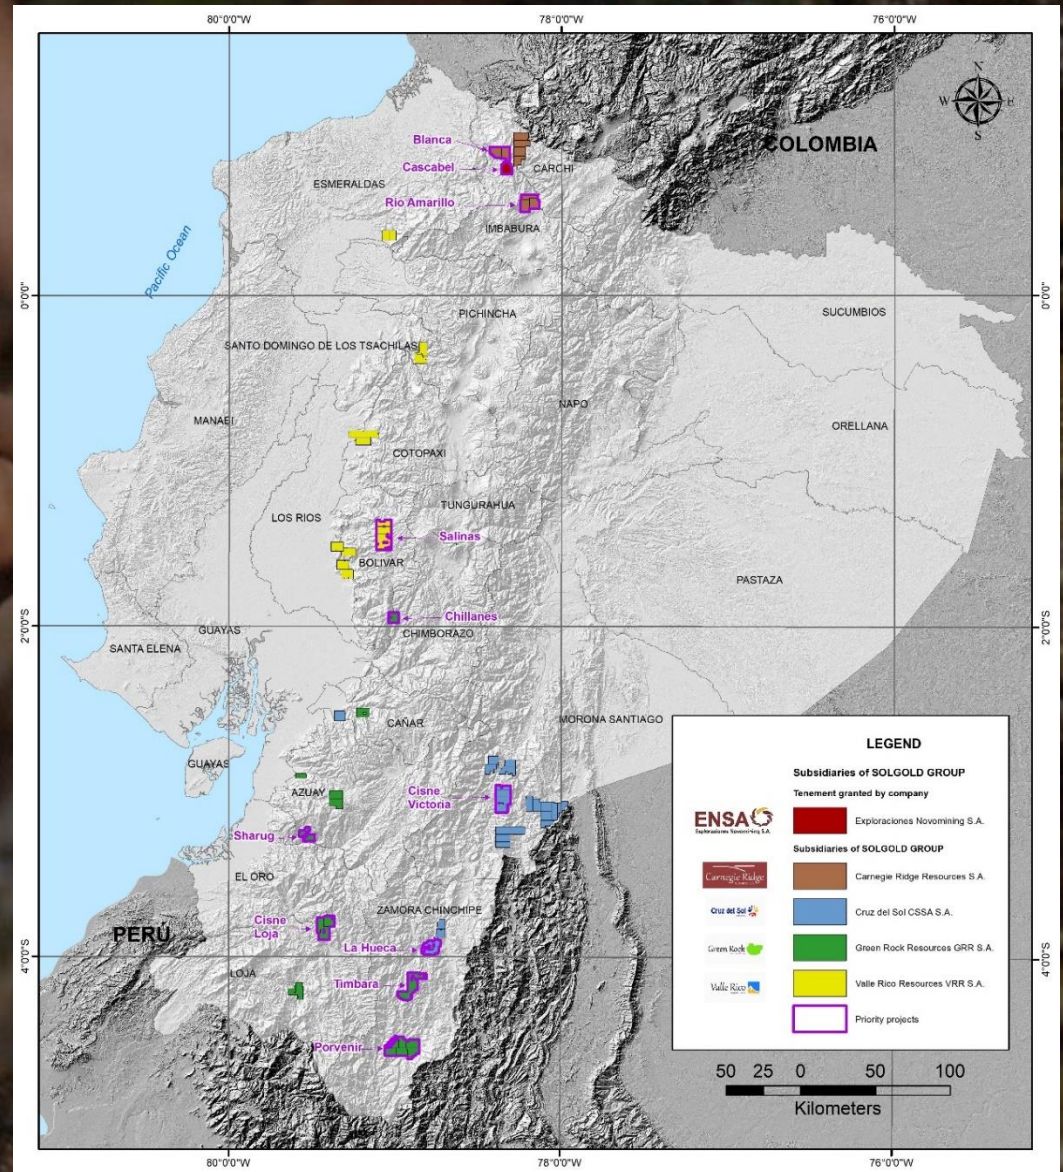 80°0'0"W
78°0'0"W
76°0'0"W
N
W
E
S
COLOMBIA
Blanca
Cascabel
CARCHI
ESMERALDAS
Rio Amarillo
IMBABURA
Pacific Ocean
0°0'0"
0°0'0"
SUCUMBIOS
PICHINCHA
SANTO DOMINGO DE LOS TSACHILAS
NAPO
MANABI
ORELLANA
COTOPAXI
TUNGURAHUA
LOS RIOS
Salinas
BOLIVAR
PASTAZA
Chillanes
2°0'0"S
2°0'0"S
GUAYAS
CHIMBORAZO
SANTA ELENA
MORONA SANTIAGO
CAÑAR
GUAYAS
AZUAY
Cisne
Victoria
Sharug
EL ORO
ZAMORA CHINCHIPE
Cisne
Loja
PERÚ
La Hueca
4°0'0"S
4°0'0"S
LOJA
Timbara
Porvenir
LEGEND
Subsidiaries of SOLGOLD GROUP
Tenement granted by company
ENSA
Exploraciones Novomining S.A.
Exploraciones Novomining S.A.
Subsidiaries of SOLGOLD GROUP
Carnegie Ridge
Carnegie Ridge Resources S.A.
Cruz del Sol
Cruz del Sol CSSA S.A.
Green Rock
Green Rock Resources GRR S.A.
Valle Rico
Valle Rico Resources VRR S.A.
Priority projects
50 25 0 50 100
Kilometers
80°0'0"W
78°0'0"W
76°0'0"W